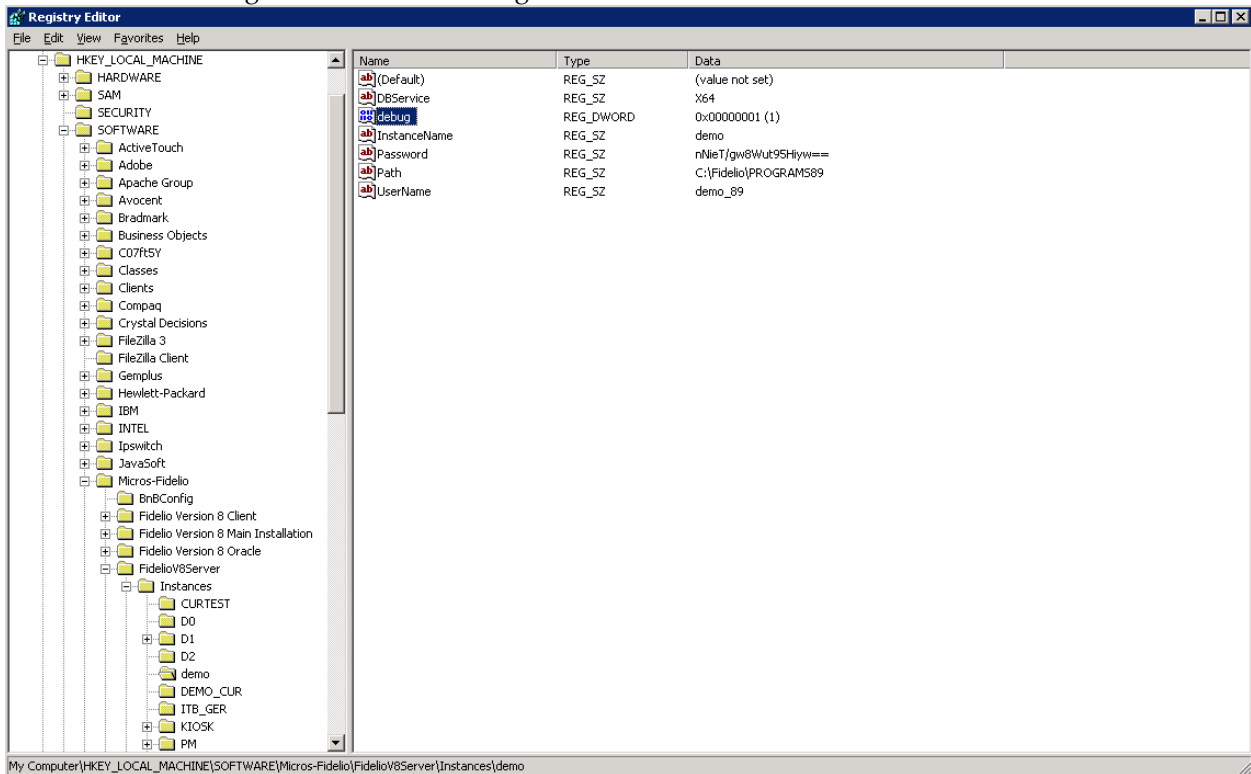 Registry Editor
File Edit View Favorites Help
HKEY_LOCAL_MACHINE
HARDWARE
SAM
SECURITY
SOFTWARE
ActiveTouch
Adobe
Apache Group
Avocent
Bradmark
Business Objects
C07ft5Y
Classes
Clients
Compaq
Crystal Decisions
FileZilla 3
FileZilla Client
Gemplus
Hewlett-Packard
IBM
INTEL
Ipswitch
JavaSoft
Micros-Fidelio
BnBConfig
Fidelio Version 8 Client
Fidelio Version 8 Main Installation
Fidelio Version 8 Oracle
FidelioV8Server
Instances
CURTEST
D0
D1
D2
demo
DEMO_CUR
ITB_GER
KIOSK
PM
Name Type Data
(Default) REG_SZ (value not set)
DBService REG_SZ X64
debug REG_DWORD 0x00000001 (1)
InstanceName REG_SZ demo
Password REG_SZ nNieT/gw8Wut95Hiyw==
Path REG_SZ C:\Fidelio\PROGRAMS89
UserName REG_SZ demo_89
My Computer\HKEY_LOCAL_MACHINE\SOFTWARE\Micros-Fidelio\FidelioV8Server\Instances\demo